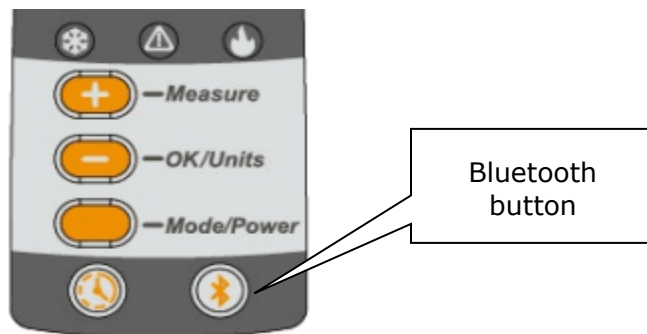 + Measure
- OK/Units
Mode/Power
Bluetooth
button